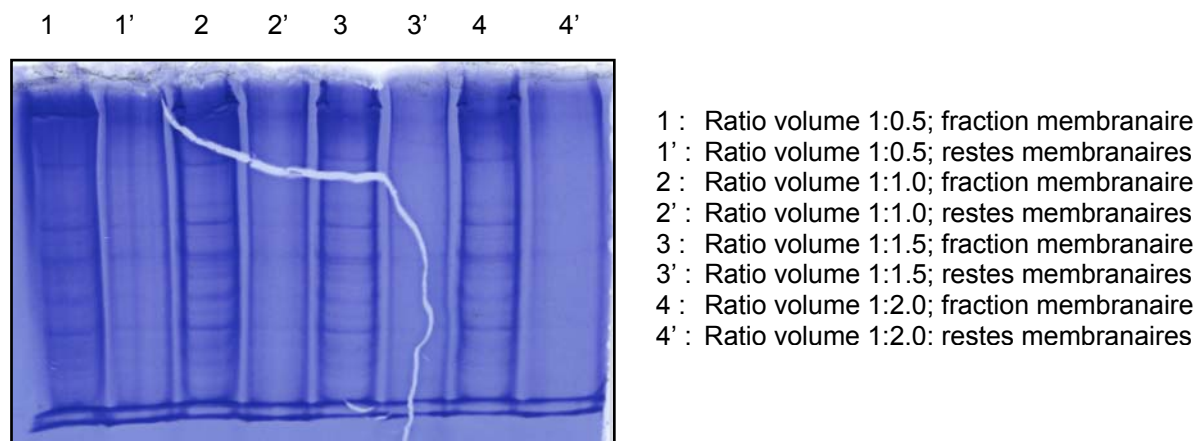 1 1’ 2 2’ 3 3’ 4 4’
1 : Ratio volume 1:0.5; fraction membranaire
1’ : Ratio volume 1:0.5; restes membranaires
2 : Ratio volume 1:1.0; fraction membranaire
2’ : Ratio volume 1:1.0; restes membranaires
3 : Ratio volume 1:1.5; fraction membranaire
3’ : Ratio volume 1:1.5; restes membranaires
4 : Ratio volume 1:2.0; fraction membranaire
4’ : Ratio volume 1:2.0: restes membranaires